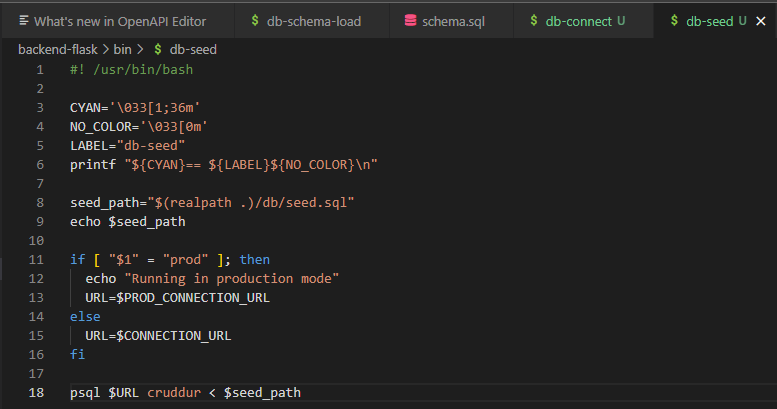 What's new in OpenAPI Editor $ db-schema-load schema.sql $ db-connect U $ db-seed U
backend-flask > bin > $ db-seed
1 #! /usr/bin/bash
2
3 CYAN='\033[1;36m'
4 NO_COLOR='\033[0m'
5 LABEL="db-seed"
6 printf "${CYAN}== ${LABEL}${NO_COLOR}\n"
7
8 seed_path="$(realpath .)/db/seed.sql"
9 echo $seed_path
10
11 if [ "$1" = "prod" ]; then
12   echo "Running in production mode"
13   URL=$PROD_CONNECTION_URL
14 else
15   URL=$CONNECTION_URL
16 fi
17
18 psql $URL cruddur < $seed_path